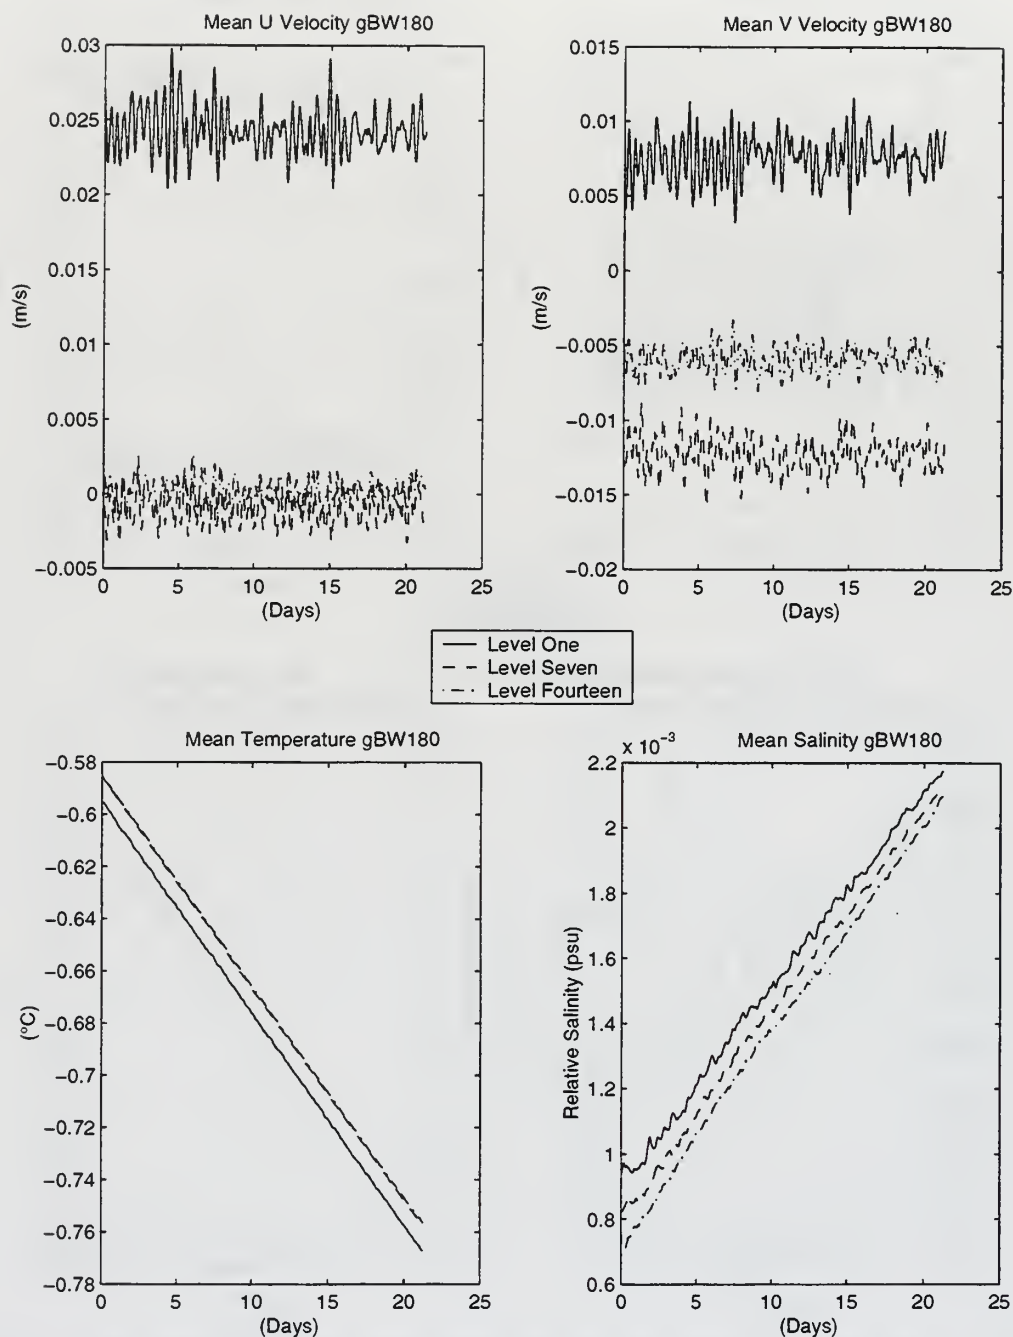 Mean U Velocity gBW180
0.03
0.025
0.02
0.015
0.01
0.005
0
−0.005
(m/s)
0 5 10 15 20 25
(Days)
Mean V Velocity gBW180
0.015
0.01
0.005
0
−0.005
−0.01
−0.015
−0.02
(m/s)
0 5 10 15 20 25
(Days)
Level One
Level Seven
Level Fourteen
Mean Temperature gBW180
−0.58
−0.6
−0.62
−0.64
−0.66
−0.68
−0.7
−0.72
−0.74
−0.76
−0.78
(°C)
0 5 10 15 20 25
(Days)
x 10⁻³
Mean Salinity gBW180
2.2
2
1.8
1.6
1.4
1.2
1
0.8
0.6
Relative Salinity (psu)
0 5 10 15 20 25
(Days)